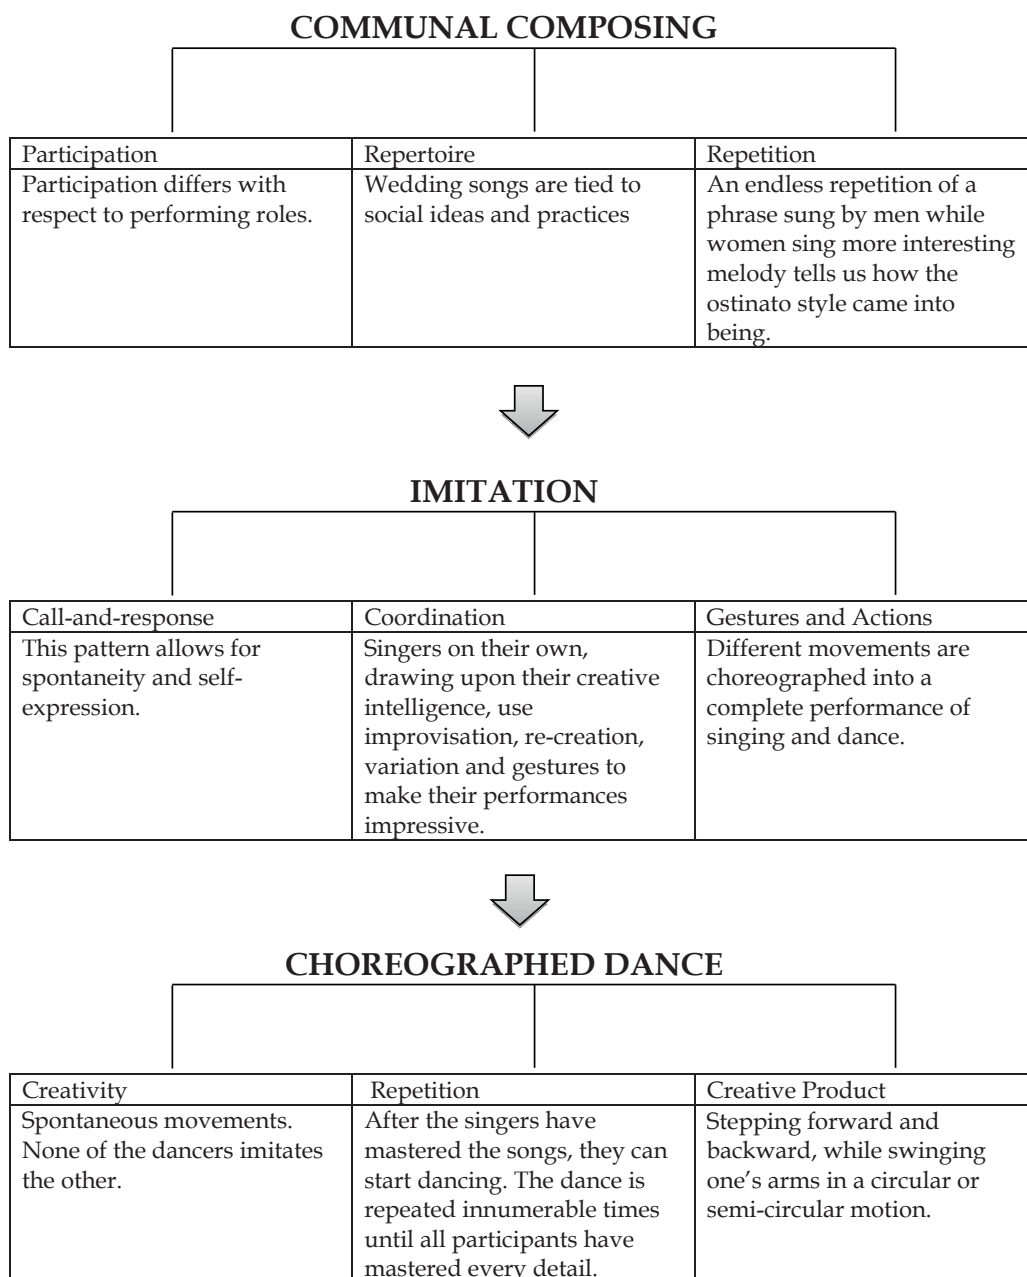 COMMUNAL COMPOSING
Participation
Participation differs with
respect to performing roles.
Repertoire
Wedding songs are tied to
social ideas and practices
Repetition
An endless repetition of a
phrase sung by men while
women sing more interesting
melody tells us how the
ostinato style came into
being.
IMITATION
Call-and-response
This pattern allows for
spontaneity and self-
expression.
Coordination
Singers on their own,
drawing upon their creative
intelligence, use
improvisation, re-creation,
variation and gestures to
make their performances
impressive.
Gestures and Actions
Different movements are
choreographed into a
complete performance of
singing and dance.
CHOREOGRAPHED DANCE
Creativity
Spontaneous movements.
None of the dancers imitates
the other.
Repetition
After the singers have
mastered the songs, they can
start dancing. The dance is
repeated innumerable times
until all participants have
mastered every detail.
Creative Product
Stepping forward and
backward, while swinging
one’s arms in a circular or
semi-circular motion.